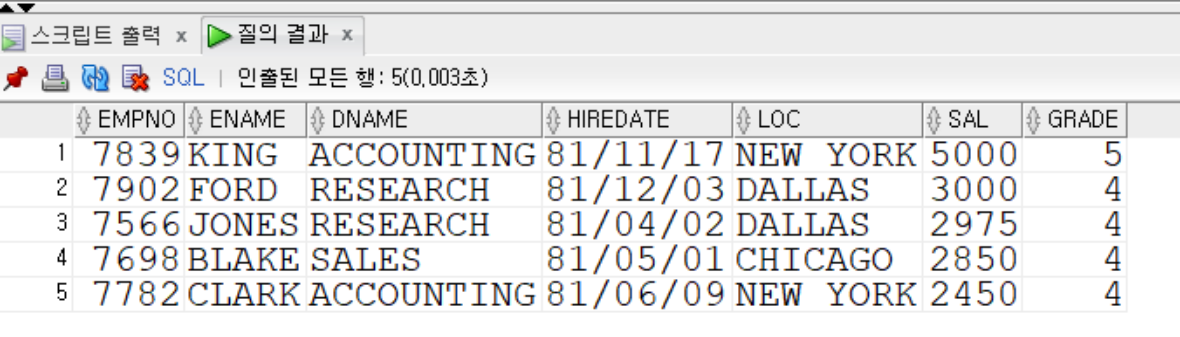 스크립트 출력 x 질의 결과 x
SQL | 인출된 모든 행: 5(0,003초)
EMPNO ENAME DNAME HIREDATE LOC SAL GRADE
1 7839 KING ACCOUNTING 81/11/17 NEW YORK 5000 5
2 7902 FORD RESEARCH 81/12/03 DALLAS 3000 4
3 7566 JONES RESEARCH 81/04/02 DALLAS 2975 4
4 7698 BLAKE SALES 81/05/01 CHICAGO 2850 4
5 7782 CLARK ACCOUNTING 81/06/09 NEW YORK 2450 4